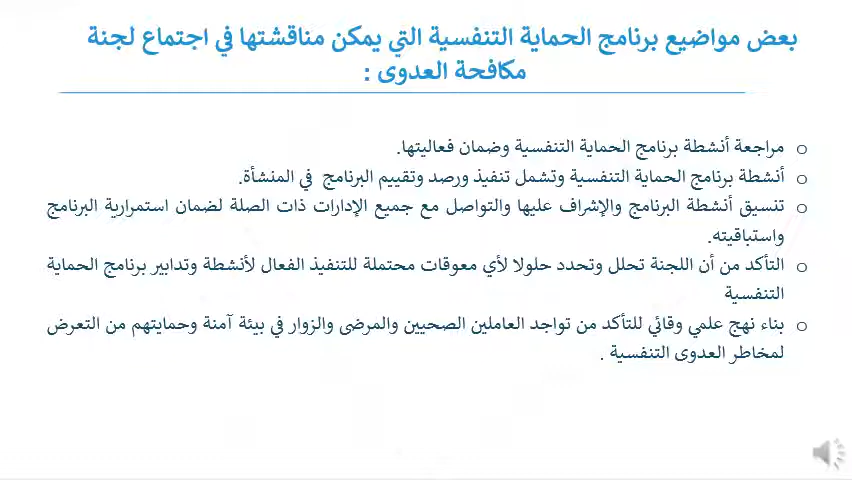 بعض مواضيع برنامج الحماية التنفسية التي يمكن مناقشتها في اجتماع لجنة
مكافحة العدوى :
o مراجعة أنشطة برنامج الحماية التنفسية وضمان فعاليتها.
o أنشطة برنامج الحماية التنفسية وتشمل تنفيذ ورصد وتقييم البرنامج في المنشأة.
o تنسيق أنشطة البرنامج والإشراف عليها والتواصل مع جميع الإدارات ذات الصلة لضمان استمرارية البرنامج
واستباقيته.
o التأكد من أن اللجنة تحلل وتحدد حلولا لأي معوقات محتملة للتنفيذ الفعال لأنشطة وتدابير برنامج الحماية
التنفسية
o بناء نهج علمي وقائي للتأكد من تواجد العاملين الصحيين والمرضى والزوار في بيئة آمنة وحمايتهم من التعرض
لمخاطر العدوى التنفسية .